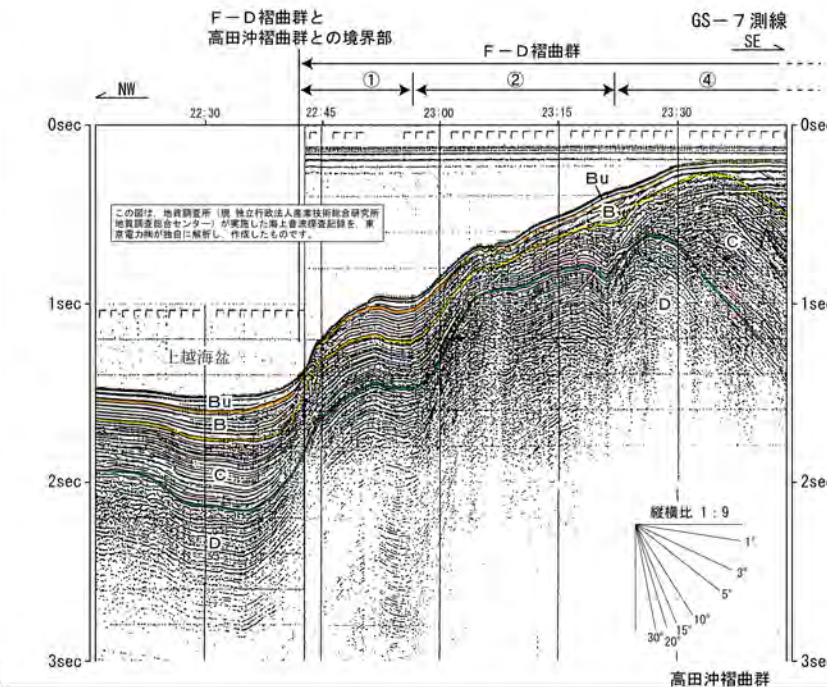 F－D褶曲群と
高田沖褶曲群との境界部
GS－7測線
SE
F－D褶曲群
① ② ④
NW
22:30 22:45 23:00 23:15 23:30
0sec 0sec
Bu
B
この図は、地質調査所（現 独立行政法人産業技術総合研究所
地質調査総合センター）が実施した海上音波探査記録を、東
京電力㈱が独自に解析し、作成したものです。
C
1sec 1sec
D
上越海盆
Bu
B
C
2sec 2sec
D
縦横比 1：9
1°
3°
5°
10°
15°
20°
30°
3sec 3sec
高田沖褶曲群